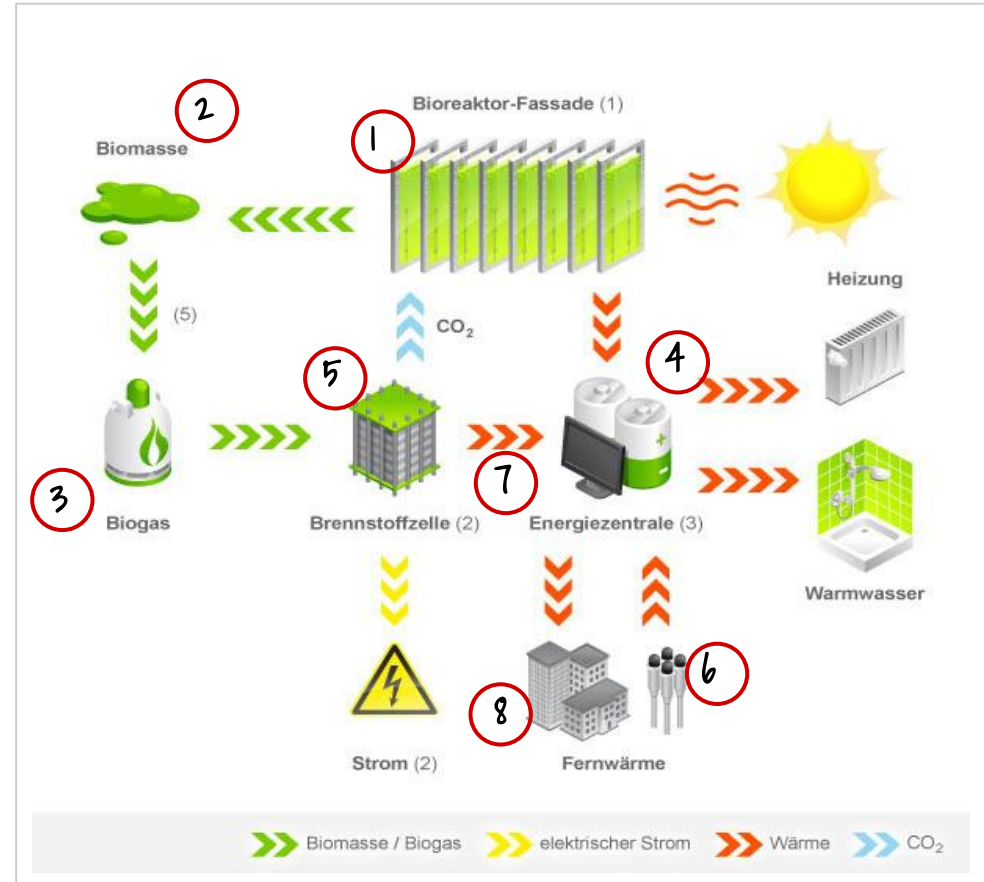 2
Bioreaktor-Fassade (1)
1
Biomasse
Heizung
(5)
CO₂
4
5
3
7
Biogas
Brennstoffzelle (2)
Energiezentrale (3)
Warmwasser
6
8
Strom (2)
Fernwärme
Biomasse / Biogas
elektrischer Strom
Wärme
CO₂